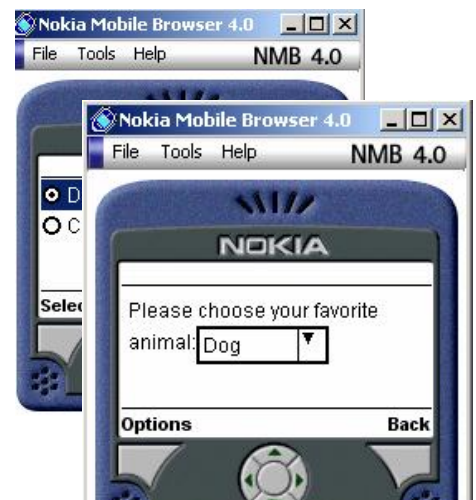 Nokia Mobile Browser 4.0
File Tools Help
NMB 4.0
D
C
Selec
Nokia Mobile Browser 4.0
File Tools Help
NMB 4.0
NOKIA
Please choose your favorite
animal: Dog
Options Back